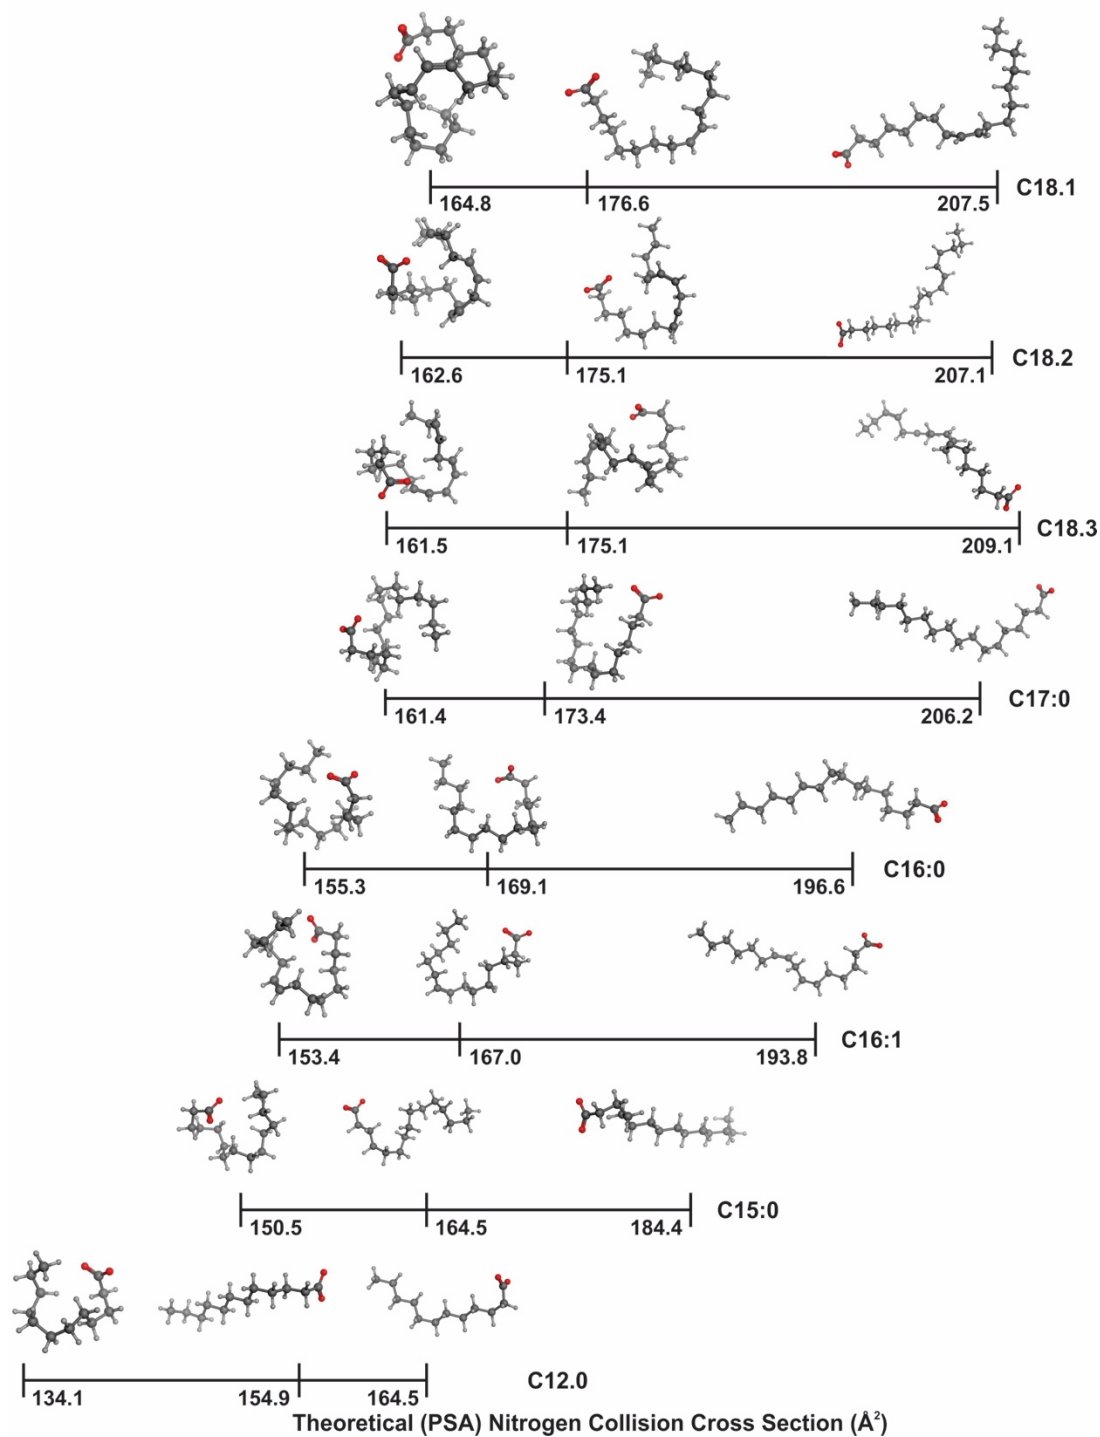 164.8 176.6 207.5 C18.1
162.6 175.1 207.1 C18.2
161.5 175.1 209.1 C18.3
161.4 173.4 206.2 C17:0
155.3 169.1 196.6 C16:0
153.4 167.0 193.8 C16:1
150.5 164.5 184.4 C15:0
134.1 154.9 164.5 C12.0
Theoretical (PSA) Nitrogen Collision Cross Section (Å²)